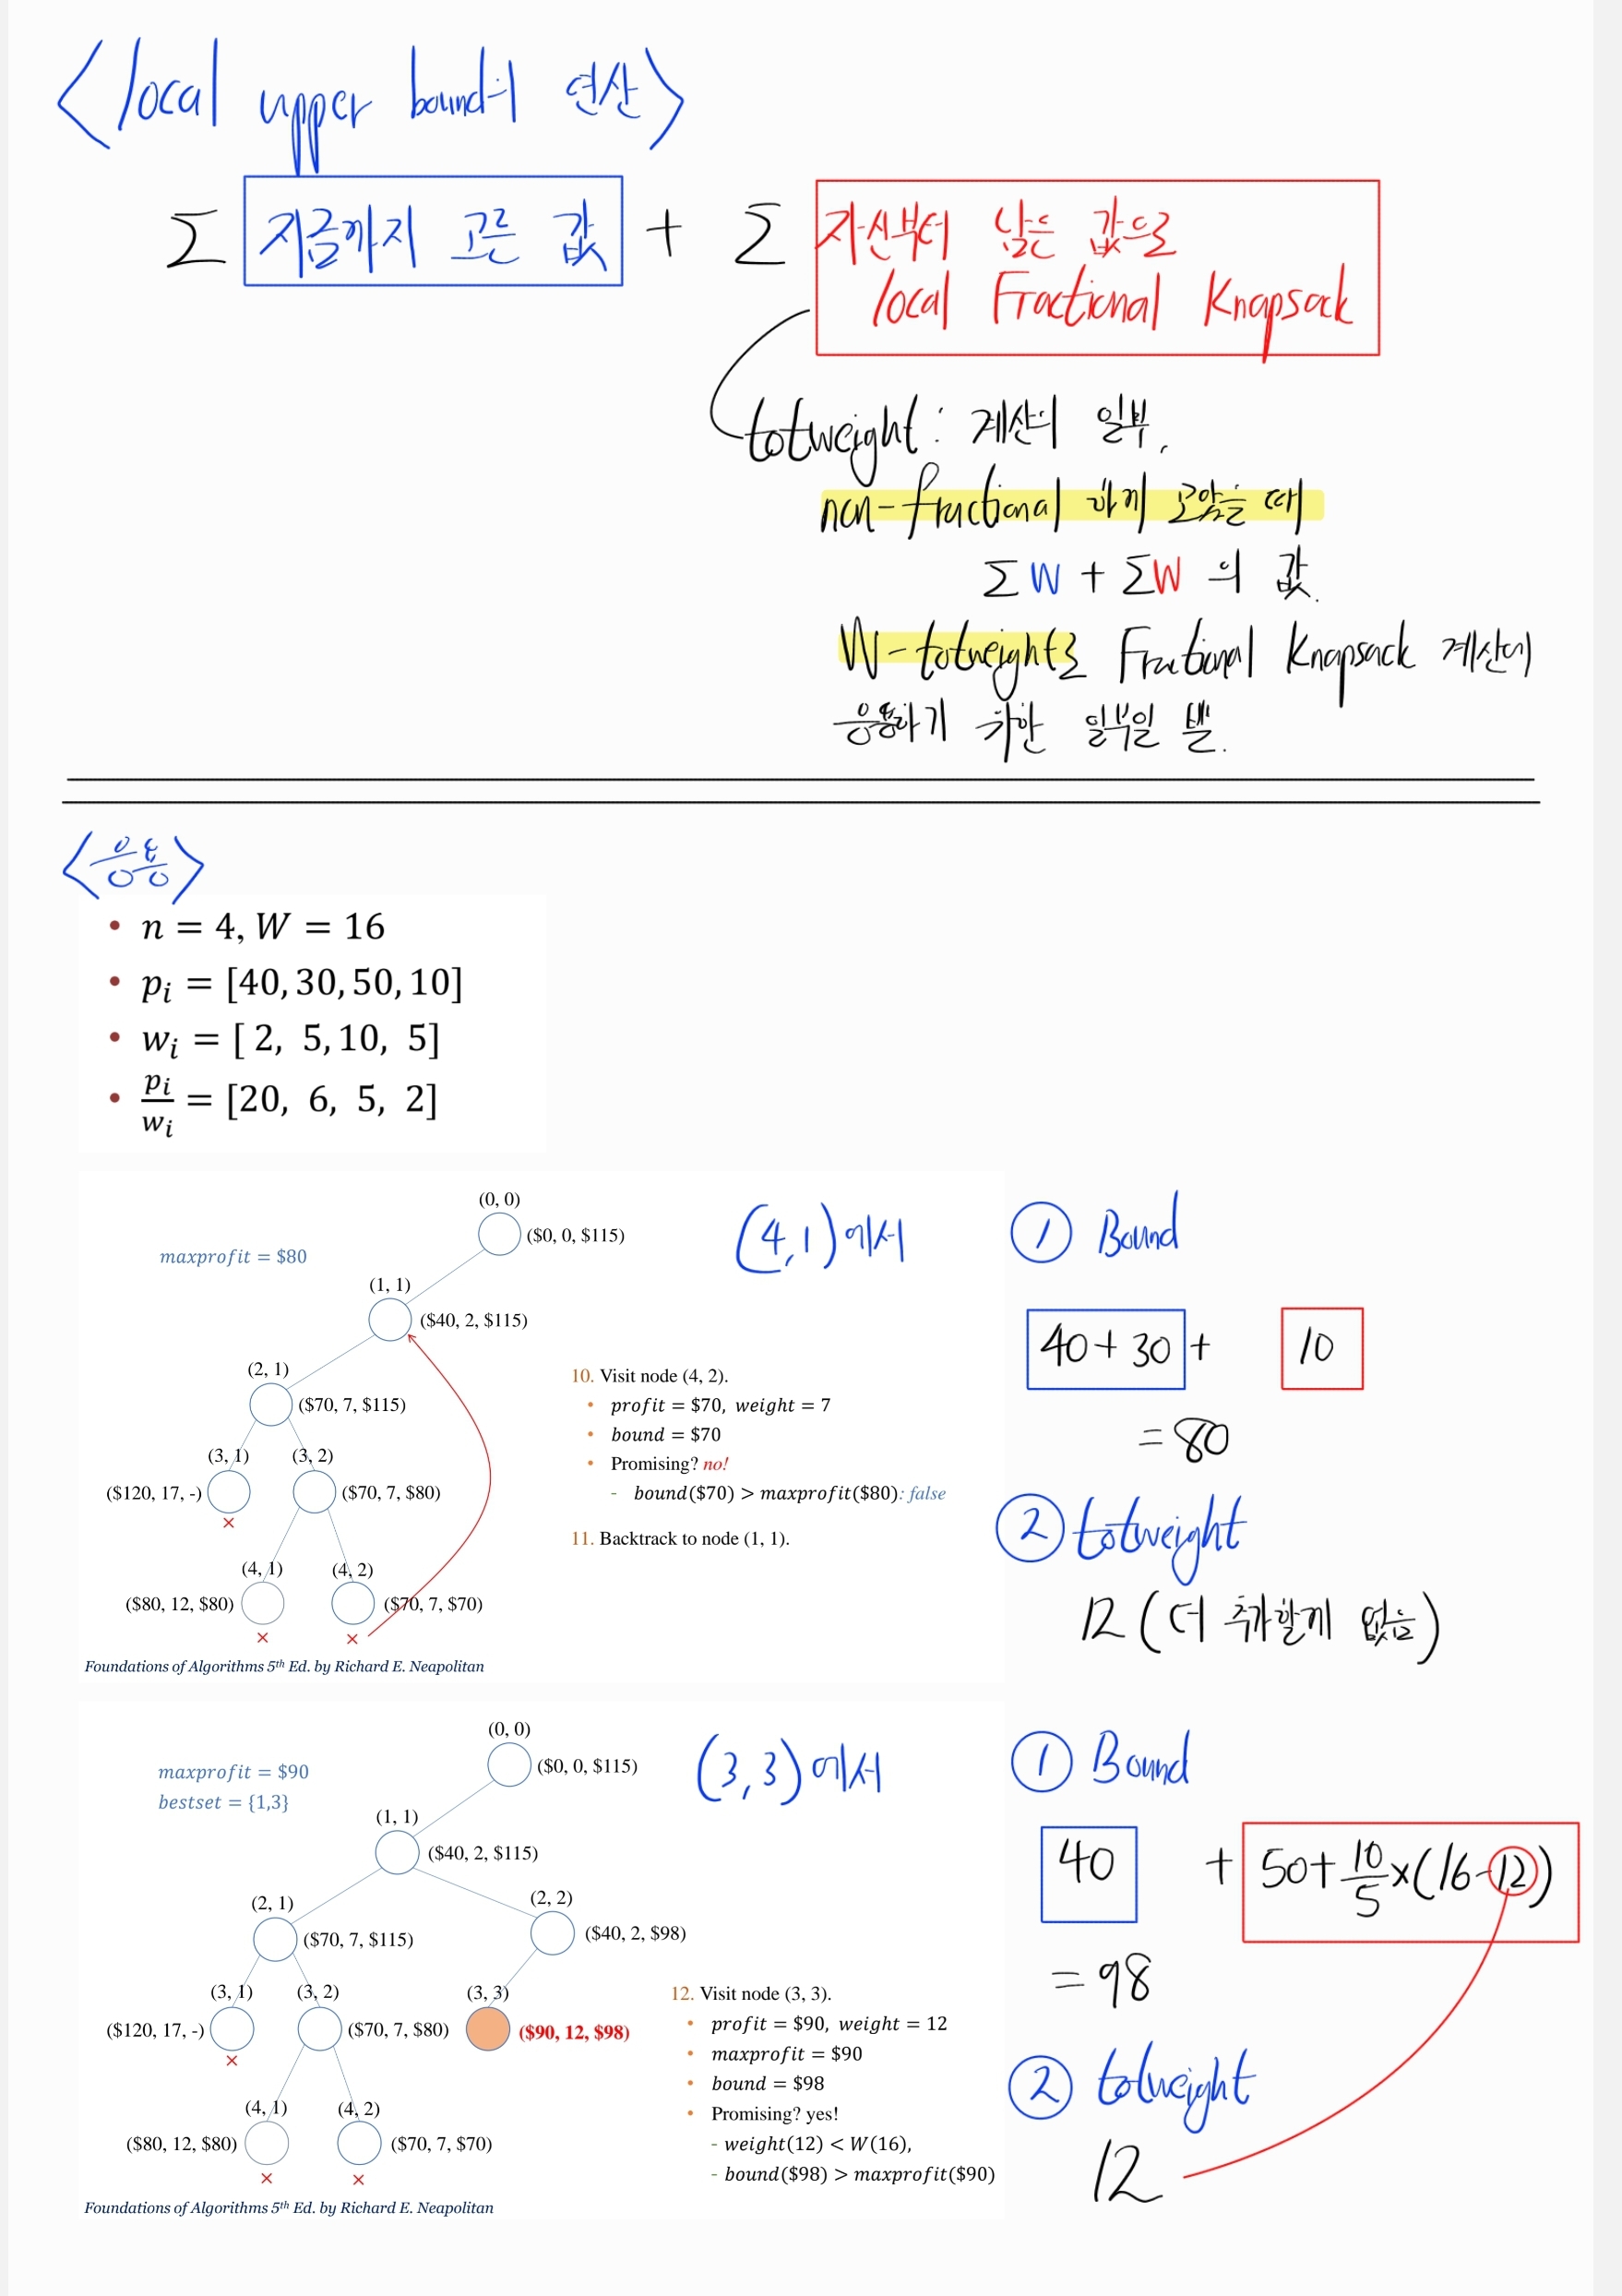 <local upper bound의 연산>
Σ 지금까지 고른 값 + Σ 자신부터 남은 값으로
local Fractional Knapsack
totweight : 계산의 일부,
non-fractional 하게 골랐을 때
ΣW + ΣW 의 값.
W-totweight로 Fractional Knapsack 계산에
응용하기 위한 일부일 뿐.
<응용>
• n = 4, W = 16
• pᵢ = [40, 30, 50, 10]
• wᵢ = [ 2, 5, 10, 5]
• pᵢ/wᵢ = [20, 6, 5, 2]
(0, 0)
($0, 0, $115)
maxprofit = $80
(1, 1)
($40, 2, $115)
(2, 1)
($70, 7, $115)
(3, 1) (3, 2)
($120, 17, -) ($70, 7, $80)
×
(4, 1) (4, 2)
($80, 12, $80) ($70, 7, $70)
× ×
10. Visit node (4, 2).
• profit = $70, weight = 7
• bound = $70
• Promising? no!
- bound($70) > maxprofit($80): false
11. Backtrack to node (1, 1).
Foundations of Algorithms 5th Ed. by Richard E. Neapolitan
(4,1)에서
① Bound
40+30 + 10
=80
② totweight
12 (더 추가할게 없음)
(0, 0)
($0, 0, $115)
maxprofit = $90
bestset = {1,3}
(1, 1)
($40, 2, $115)
(2, 1) (2, 2)
($70, 7, $115) ($40, 2, $98)
(3, 1) (3, 2) (3, 3)
($120, 17, -) ($70, 7, $80) ($90, 12, $98)
×
(4, 1) (4, 2)
($80, 12, $80) ($70, 7, $70)
× ×
12. Visit node (3, 3).
• profit = $90, weight = 12
• maxprofit = $90
• bound = $98
• Promising? yes!
- weight(12) < W(16),
- bound($98) > maxprofit($90)
Foundations of Algorithms 5th Ed. by Richard E. Neapolitan
(3,3)에서
① Bound
40 + 50+10/5×(16-12)
=98
② totweight
12